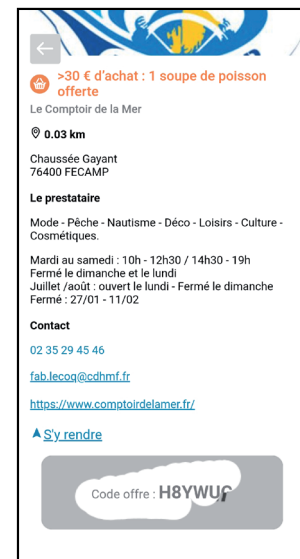 >30 € d'achat : 1 soupe de poisson
offerte
Le Comptoir de la Mer
0.03 km
Chaussée Gayant
76400 FECAMP
Le prestataire
Mode - Pêche - Nautisme - Déco - Loisirs - Culture -
Cosmétiques.
Mardi au samedi : 10h - 12h30 / 14h30 - 19h
Fermé le dimanche et le lundi
Juillet /août : ouvert le lundi - Fermé le dimanche
Fermé : 27/01 - 11/02
Contact
02 35 29 45 46
fab.lecoq@cdhmf.fr
https://www.comptoirdelamer.fr/
S'y rendre
Code offre :